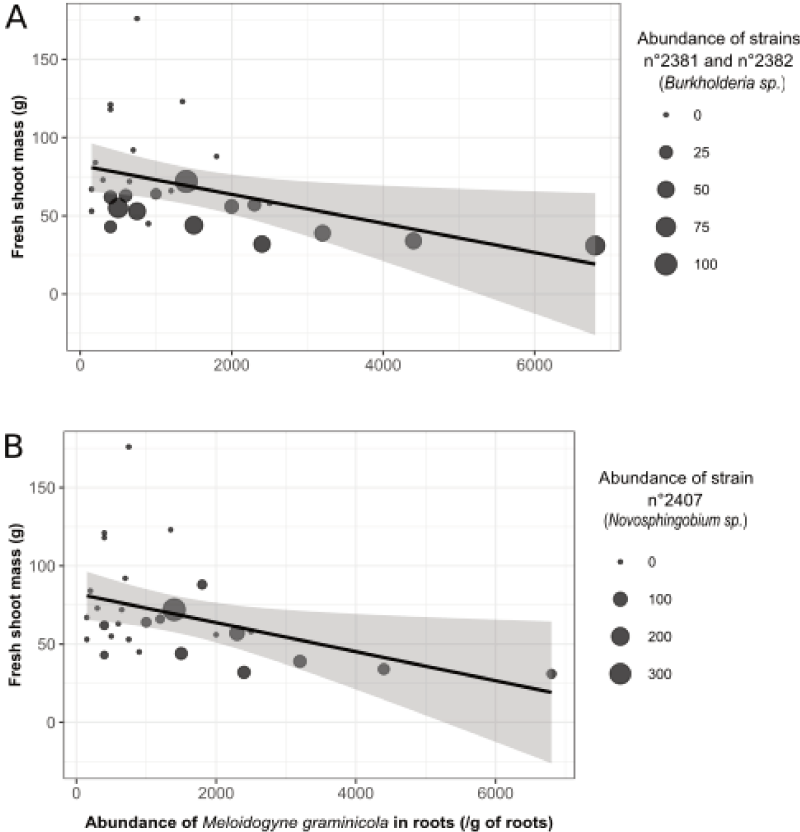 A
Fresh shoot mass (g)
150
100
50
0
0 2000 4000 6000
Abundance of strains
n°2381 and n°2382
(Burkholderia sp.)
0
25
50
75
100
B
Fresh shoot mass (g)
150
100
50
0
0 2000 4000 6000
Abundance of Meloidogyne graminicola in roots (/g of roots)
Abundance of strain
n°2407
(Novosphingobium sp.)
0
100
200
300